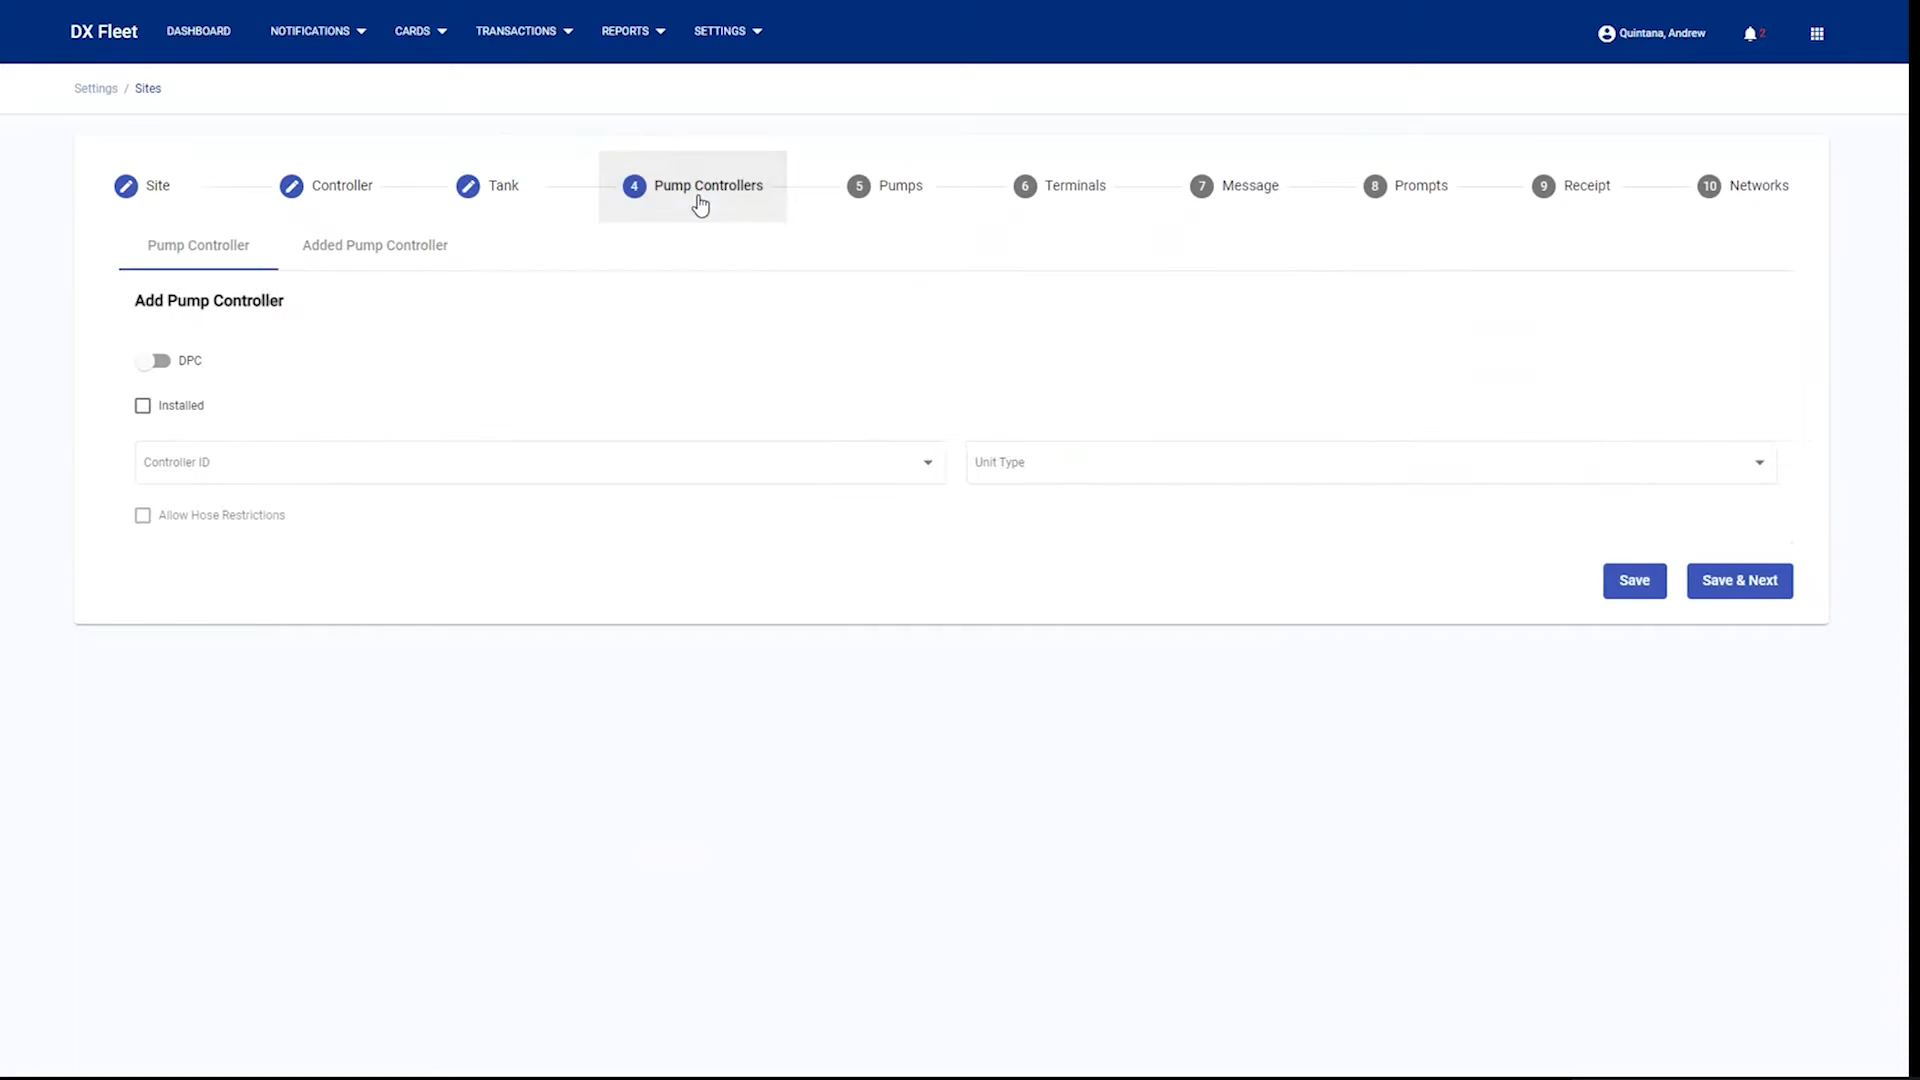 DX Fleet DASHBOARD NOTIFICATIONS CARDS TRANSACTIONS REPORTS SETTINGS Quintana, Andrew 2
Settings / Sites
Site Controller Tank 4 Pump Controllers 5 Pumps 6 Terminals 7 Message 8 Prompts 9 Receipt 10 Networks
Pump Controller Added Pump Controller
Add Pump Controller
DPC
Installed
Controller ID Unit Type
Allow Hose Restrictions
Save Save & Next